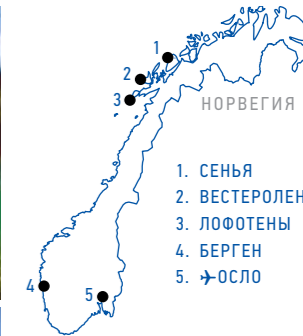 1
2
3
НОРВЕГИЯ
1. СЕНЬЯ
2. ВЕСТЕРОЛЕН
3. ЛОФОТЕНЫ
4. БЕРГЕН
5. ОСЛО
4
5